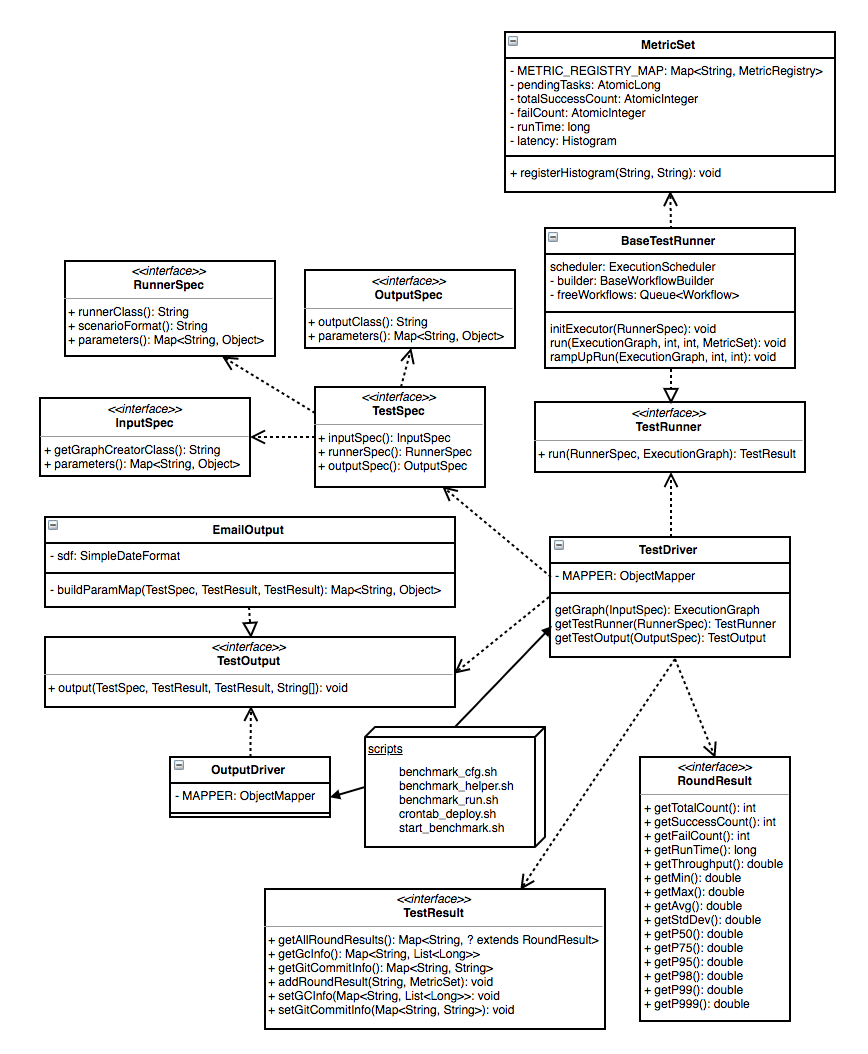 MetricSet
- METRIC_REGISTRY_MAP: Map<String, MetricRegistry>
- pendingTasks: AtomicLong
- totalSuccessCount: AtomicInteger
- failCount: AtomicInteger
- runTime: long
- latency: Histogram
+ registerHistogram(String, String): void
BaseTestRunner
scheduler: ExecutionScheduler
- builder: BaseWorkflowBuilder
- freeWorkflows: Queue<Workflow>
initExecutor(RunnerSpec): void
run(ExecutionGraph, int, int, MetricSet): void
rampUpRun(ExecutionGraph, int, int): void
<<interface>>
RunnerSpec
+ runnerClass(): String
+ scenarioFormat(): String
+ parameters(): Map<String, Object>
<<interface>>
OutputSpec
+ outputClass(): String
+ parameters(): Map<String, Object>
<<interface>>
InputSpec
+ getGraphCreatorClass(): String
+ parameters(): Map<String, Object>
<<interface>>
TestSpec
+ inputSpec(): InputSpec
+ runnerSpec(): RunnerSpec
+ outputSpec(): OutputSpec
<<interface>>
TestRunner
+ run(RunnerSpec, ExecutionGraph): TestResult
EmailOutput
- sdf: SimpleDateFormat
- buildParamMap(TestSpec, TestResult, TestResult): Map<String, Object>
TestDriver
- MAPPER: ObjectMapper
getGraph(InputSpec): ExecutionGraph
getTestRunner(RunnerSpec): TestRunner
getTestOutput(OutputSpec): TestOutput
<<interface>>
TestOutput
+ output(TestSpec, TestResult, TestResult, String[]): void
OutputDriver
- MAPPER: ObjectMapper
scripts
benchmark_cfg.sh
benchmark_helper.sh
benchmark_run.sh
crontab_deploy.sh
start_benchmark.sh
<<interface>>
RoundResult
+ getTotalCount(): int
+ getSuccessCount(): int
+ getFailCount(): int
+ getRunTime(): long
+ getThroughput(): double
+ getMin(): double
+ getMax(): double
+ getAvg(): double
+ getStdDev(): double
+ getP50(): double
+ getP75(): double
+ getP95(): double
+ getP98(): double
+ getP99(): double
+ getP999(): double
<<interface>>
TestResult
+ getAllRoundResults(): Map<String, ? extends RoundResult>
+ getGcInfo(): Map<String, List<Long>>
+ getGitCommitInfo(): Map<String, String>
+ addRoundResult(String, MetricSet): void
+ setGCInfo(Map<String, List<Long>>: void
+ setGitCommitInfo(Map<String, String>): void